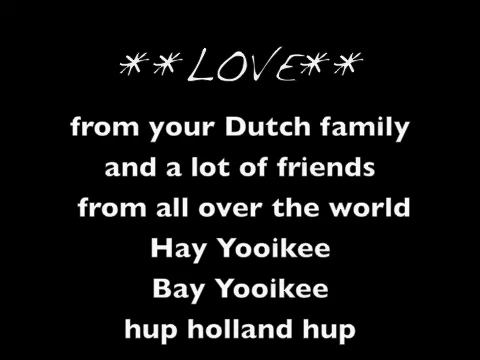 **LOVE**
from your Dutch family
and a lot of friends
from all over the world
Hay Yooikee
Bay Yooikee
hup holland hup